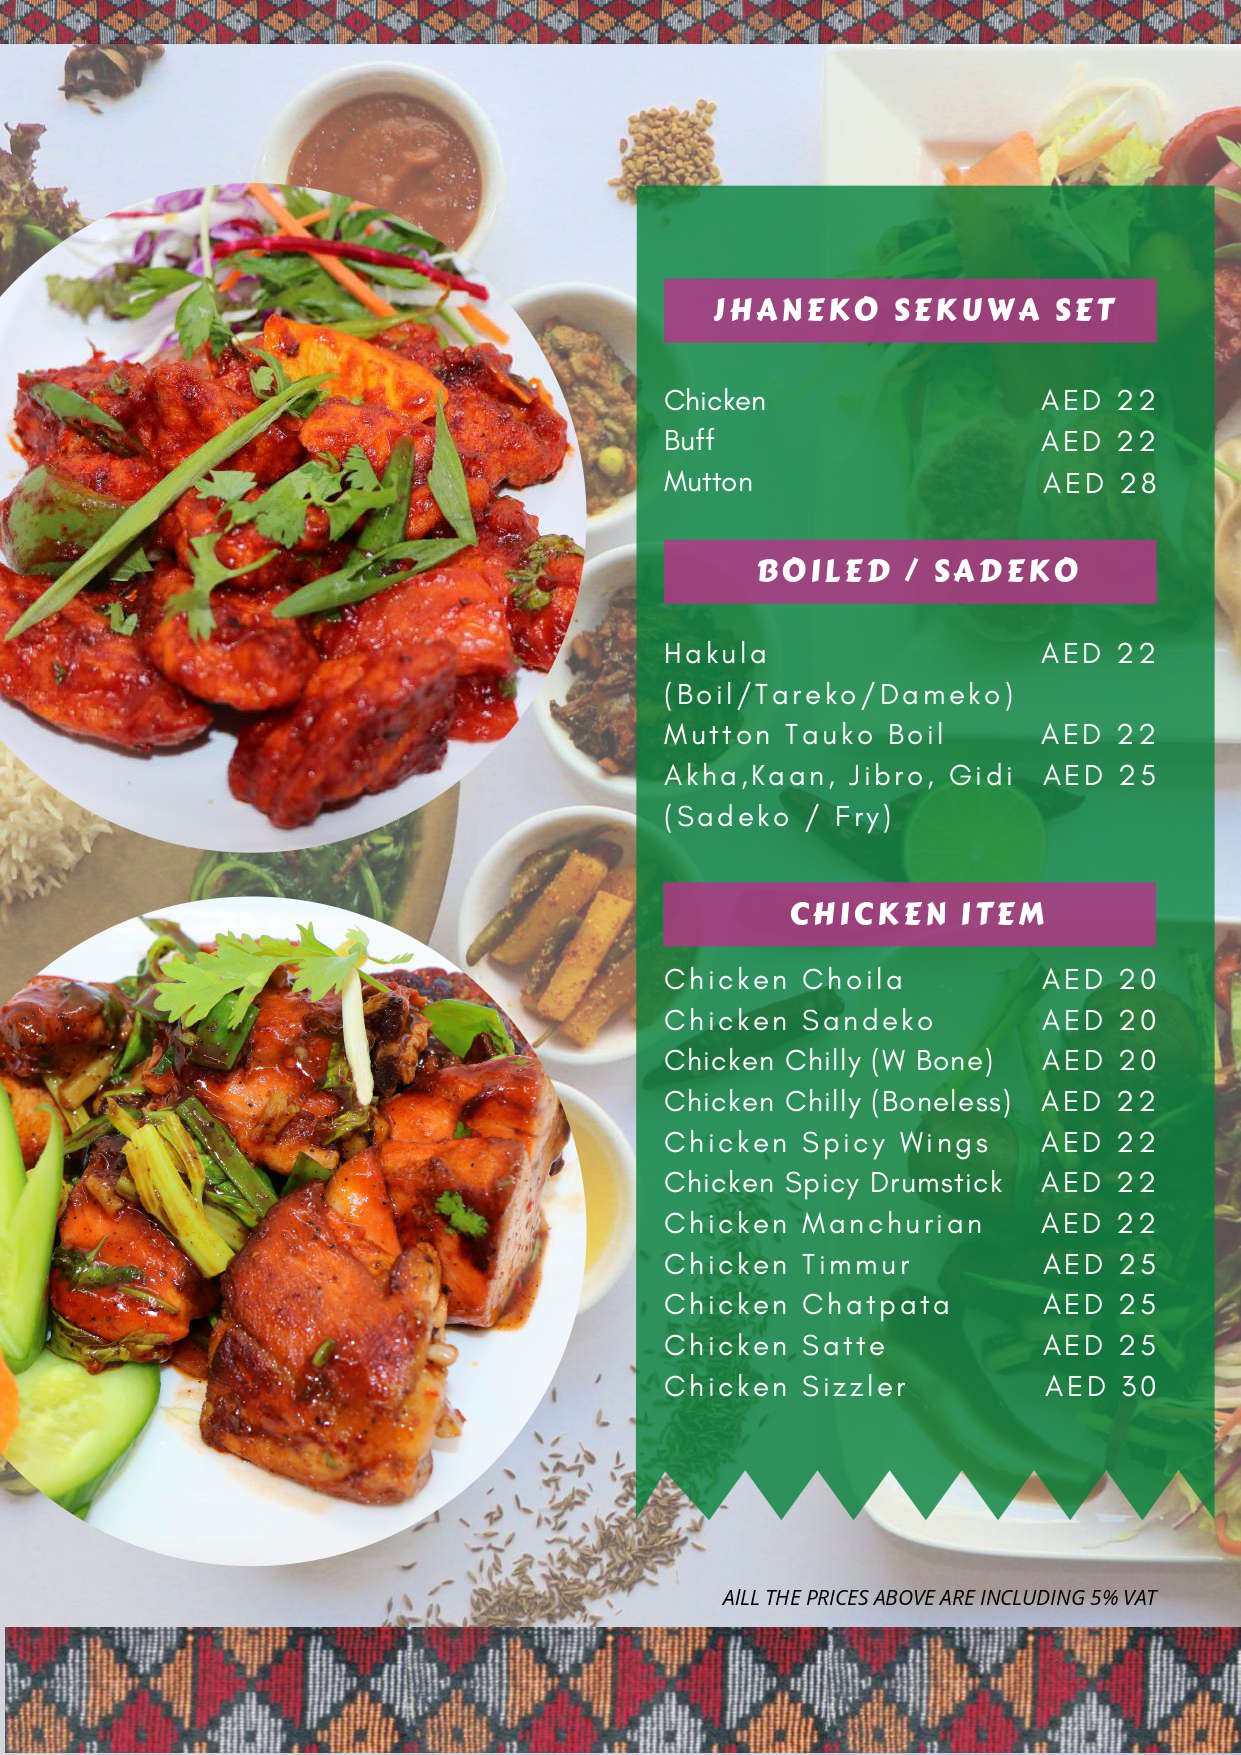 JHANEKO SEKUWA SET
Chicken AED 22
Buff AED 22
Mutton AED 28
BOILED / SADEKO
Hakula AED 22
(Boil/Tareko/Dameko)
Mutton Tauko Boil AED 22
Akha,Kaan, Jibro, Gidi AED 25
(Sadeko / Fry)
CHICKEN ITEM
Chicken Choila AED 20
Chicken Sandeko AED 20
Chicken Chilly (W Bone) AED 20
Chicken Chilly (Boneless) AED 22
Chicken Spicy Wings AED 22
Chicken Spicy Drumstick AED 22
Chicken Manchurian AED 22
Chicken Timmur AED 25
Chicken Chatpata AED 25
Chicken Satte AED 25
Chicken Sizzler AED 30
AlLL THE PRICES ABOVE ARE INCLUDING 5% VAT